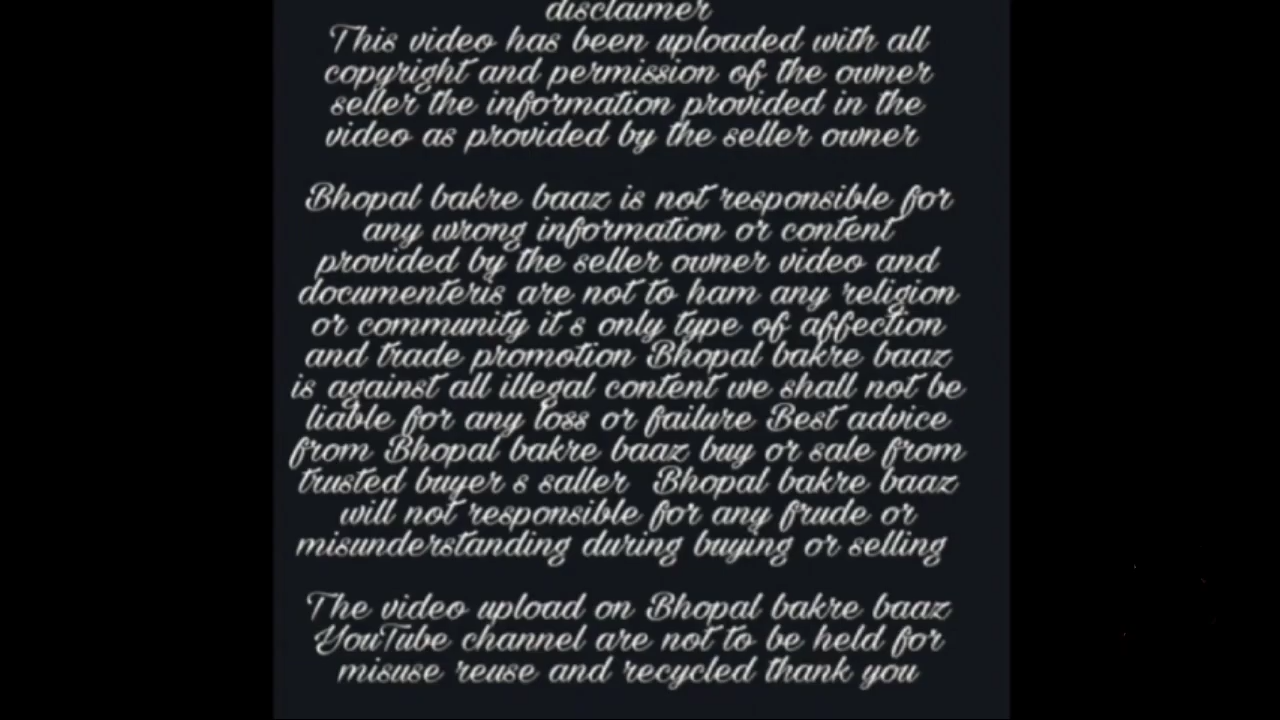 disclaimer
This video has been uploaded with all
copyright and permission of the owner
seller the information provided in the
video as provided by the seller owner
Bhopal bakre baaz is not responsible for
any wrong information or content
provided by the seller owner video and
documenteris are not to ham any religion
or community it s only type of affection
and trade promotion Bhopal bakre baaz
is against all illegal content we shall not be
liable for any loss or failure Best advice
from Bhopal bakre baaz buy or sale from
trusted buyer s saller Bhopal bakre baaz
will not responsible for any frude or
misunderstanding during buying or selling
The video upload on Bhopal bakre baaz
YouTube channel are not to be held for
misuse reuse and recycled thank you